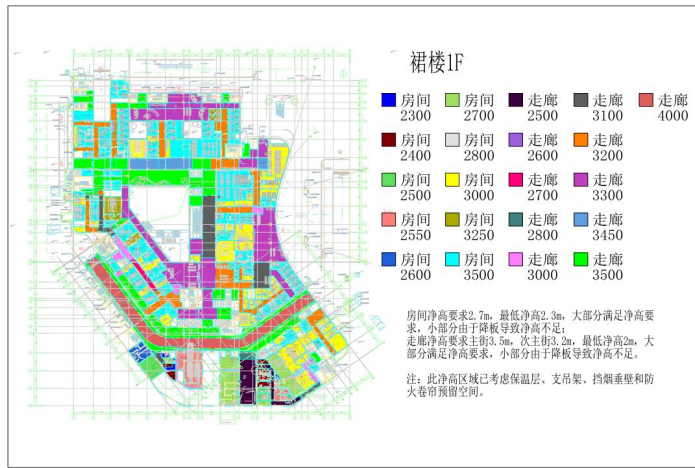 裙楼1F
房间 2300
房间 2700
走廊 2500
走廊 3100
走廊 4000
房间 2400
房间 2800
走廊 2600
走廊 3200
房间 2500
房间 3000
走廊 2700
走廊 3300
房间 2550
房间 3250
走廊 2800
走廊 3450
房间 2600
房间 3500
走廊 3000
走廊 3500
房间净高要求2.7m，最低净高2.3m，大部分满足净高要
求，小部分由于降板导致净高不足；
走廊净高要求主街3.5m，次主街3.2m，最低净高2m，大
部分满足净高要求，小部分由于降板导致净高不足。
注：此净高区域已考虑保温层、支吊架、挡烟垂壁和防
火卷帘预留空间。